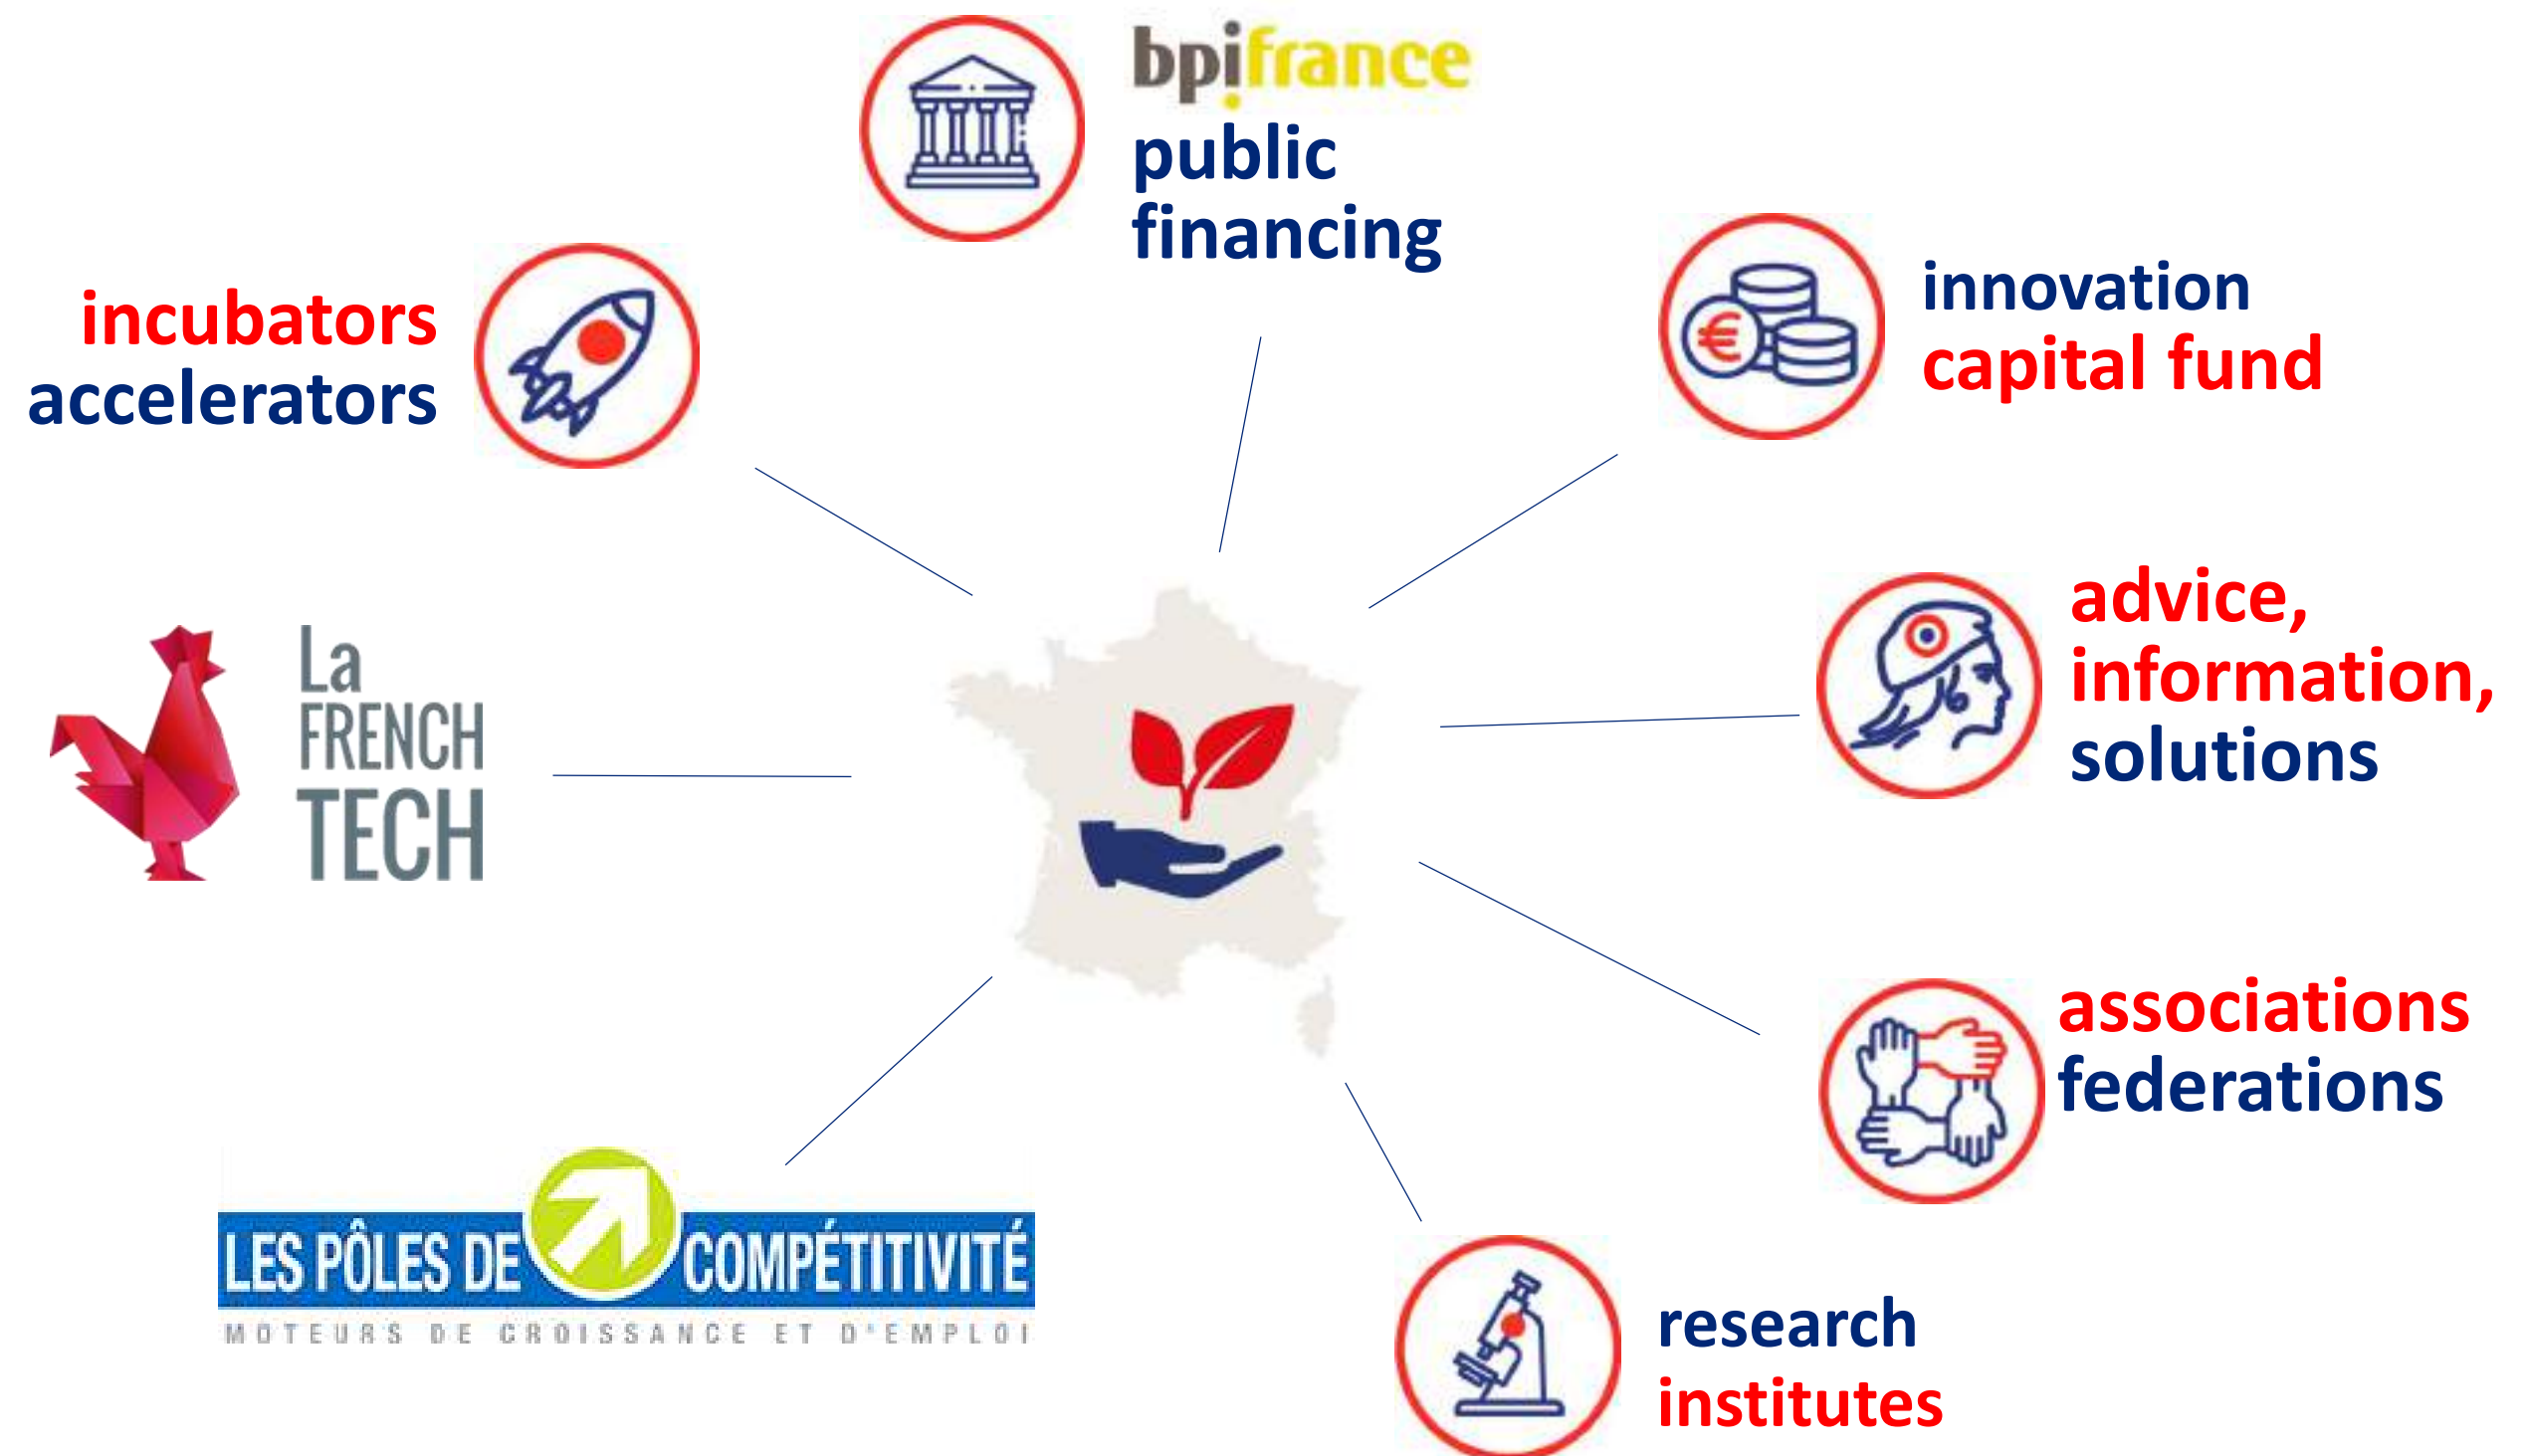 bpifrance
public
financing
incubators
accelerators
innovation
capital fund
La
FRENCH
TECH
advice,
information,
solutions
associations
federations
LES PÔLES DE COMPÉTITIVITÉ
MOTEURS DE CROISSANCE ET D'EMPLOI
research
institutes